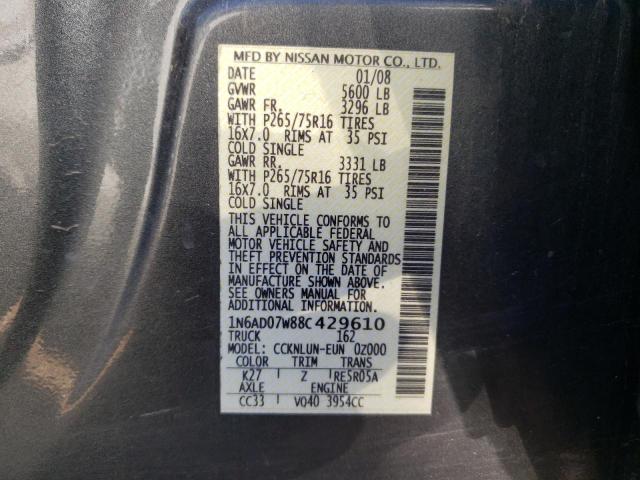 MFD BY NISSAN MOTOR CO., LTD.
DATE 01/08
GVWR 5600 LB
GAWR FR. 3296 LB
WITH P265/75R16 TIRES
16X7.0 RIMS AT 35 PSI
COLD SINGLE
GAWR RR. 3331 LB
WITH P265/75R16 TIRES
16X7.0 RIMS AT 35 PSI
COLD SINGLE
THIS VEHICLE CONFORMS TO
ALL APPLICABLE FEDERAL
MOTOR VEHICLE SAFETY AND
THEFT PREVENTION STANDARDS
IN EFFECT ON THE DATE OF
MANUFACTURE SHOWN ABOVE.
SEE OWNERS MANUAL FOR
ADDITIONAL INFORMATION
1N6AD07W88C429610
TRUCK 162
MODEL: CCKNLUN-EUN 0Z000
COLOR TRIM TRANS
K27 Z RE5R05A
AXLE ENGINE
CC33 VQ40 3954CC